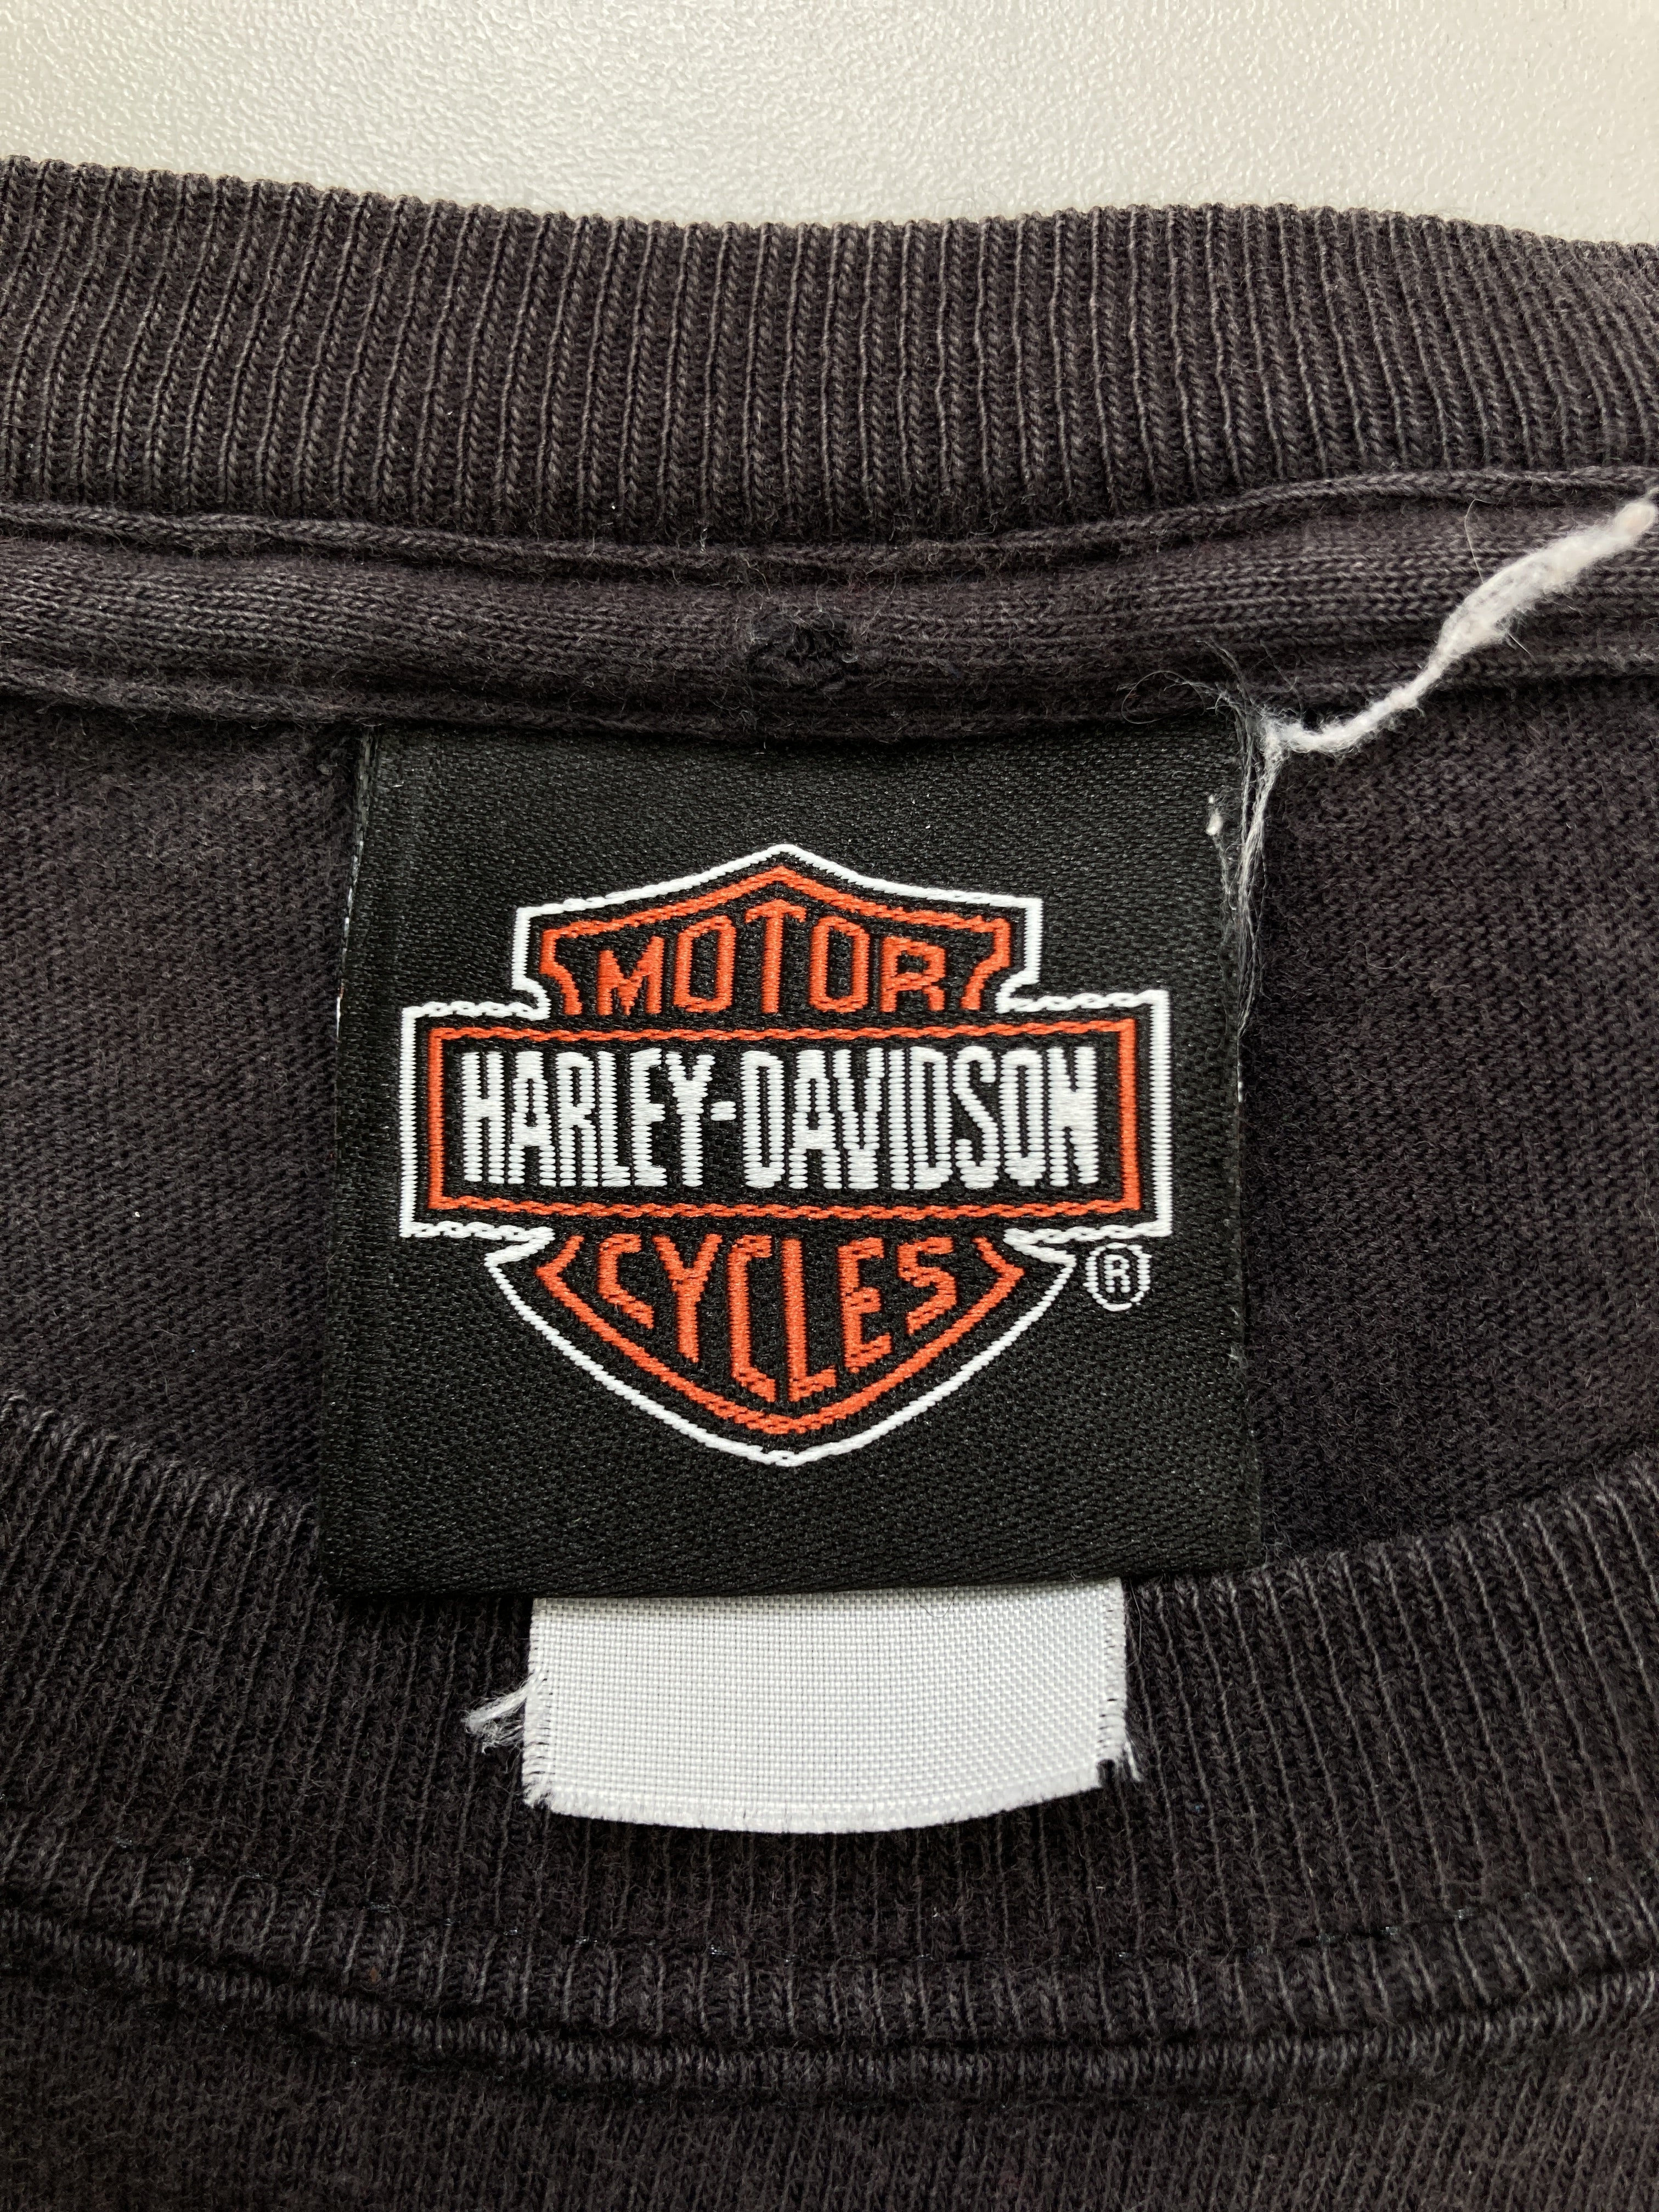 MOTOR
HARLEY-DAVIDSON
CYCLES
®